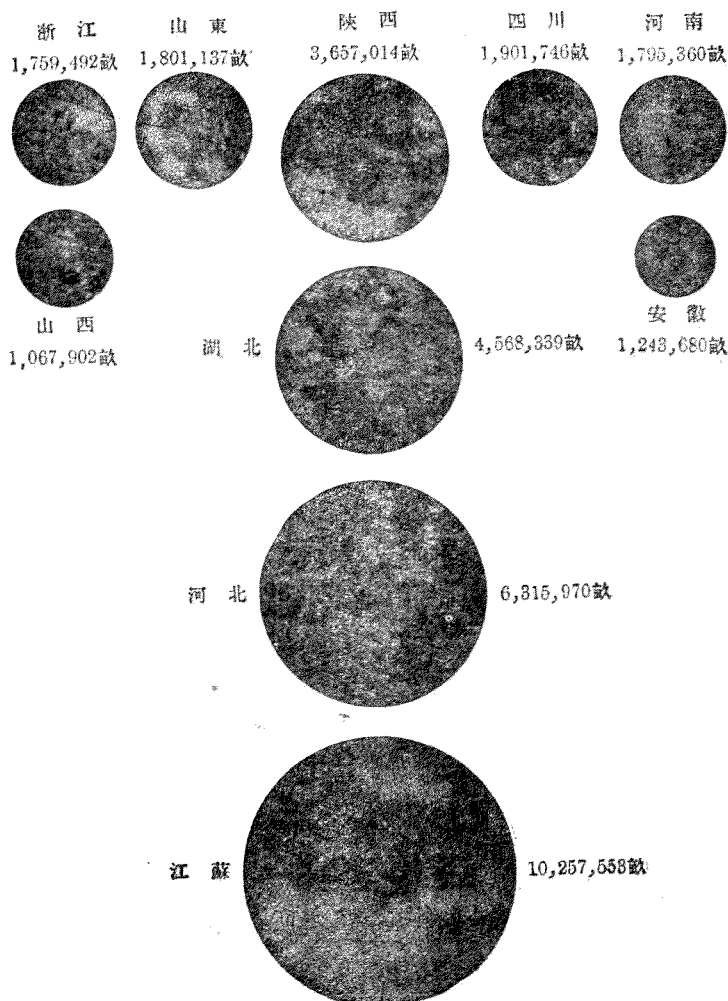 浙江 山東 陝西 四川 河南
1,759,492畝 1,801,137畝 3,657,014畝 1,901,746畝 1,795,360畝
山西 安徽
1,067,902畝 湖北 4,568,339畝 1,243,680畝
河北 6,315,970畝
江蘇 10,257,553畝